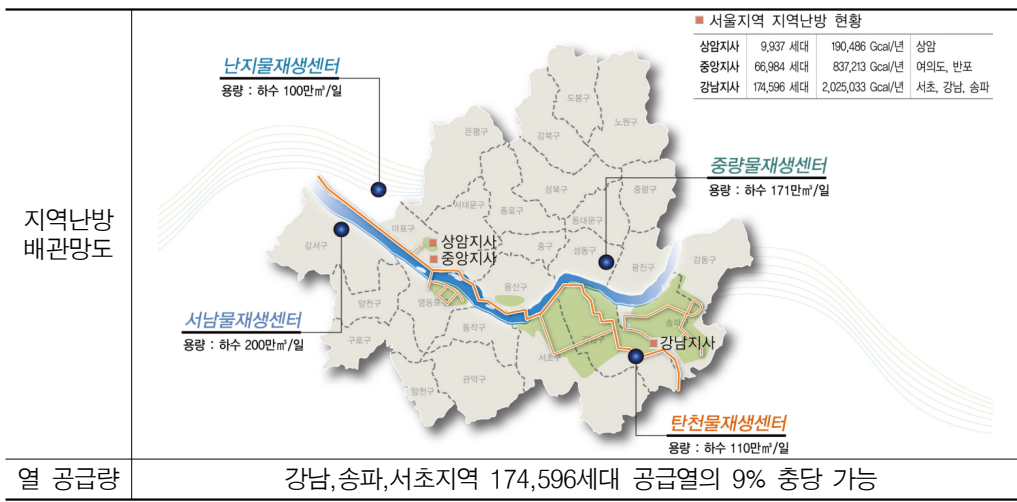 ■ 서울지역 지역난방 현황
상암지사 9,937 세대 190,486 Gcal/년 상암
중앙지사 66,984 세대 837,213 Gcal/년 여의도, 반포
강남지사 174,596 세대 2,025,033 Gcal/년 서초, 강남, 송파
난지물재생센터
용량 : 하수 100만㎥/일
도봉구
노원구
강북구
은평구
중랑물재생센터
용량 : 하수 171만㎥/일
성북구
중랑구
서대문구
종로구
동대문구
마포구
지역난방
배관망도
강서구
상암지사
중앙지사
중구
성동구
광진구
강동구
용산구
양천구
영등포
서남물재생센터
용량 : 하수 200만㎥/일
동작구
송파
구로구
강남지사
서초구
관악구
양천구
탄천물재생센터
용량 : 하수 110만㎥/일
열 공급량
강남,송파,서초지역 174,596세대 공급열의 9% 충당 가능